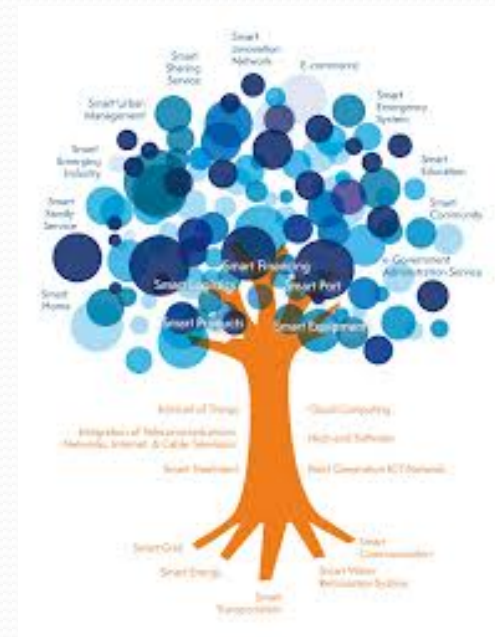 Smart
Innovation
Network
E-commerce
Smart
Sharing
Service
Smart
Emergency
System
Smart Urban
Management
Smart
Emerging
Industry
Smart
Education
Smart
Family
Service
Smart
Community
e-Government
Administration Service
Smart
Home
Smart Financing
Smart Logistics
Smart Port
Smart Products
Smart Equipment
Internet of Things
Cloud Computing
Integration of Telecommunications
Networks, Internet & Cable Television
High-end Software
Smart Treatment
Next Generation ICT Network
Smart Grid
Smart
Communication
Smart Energy
Smart Water
Smart
Transportation